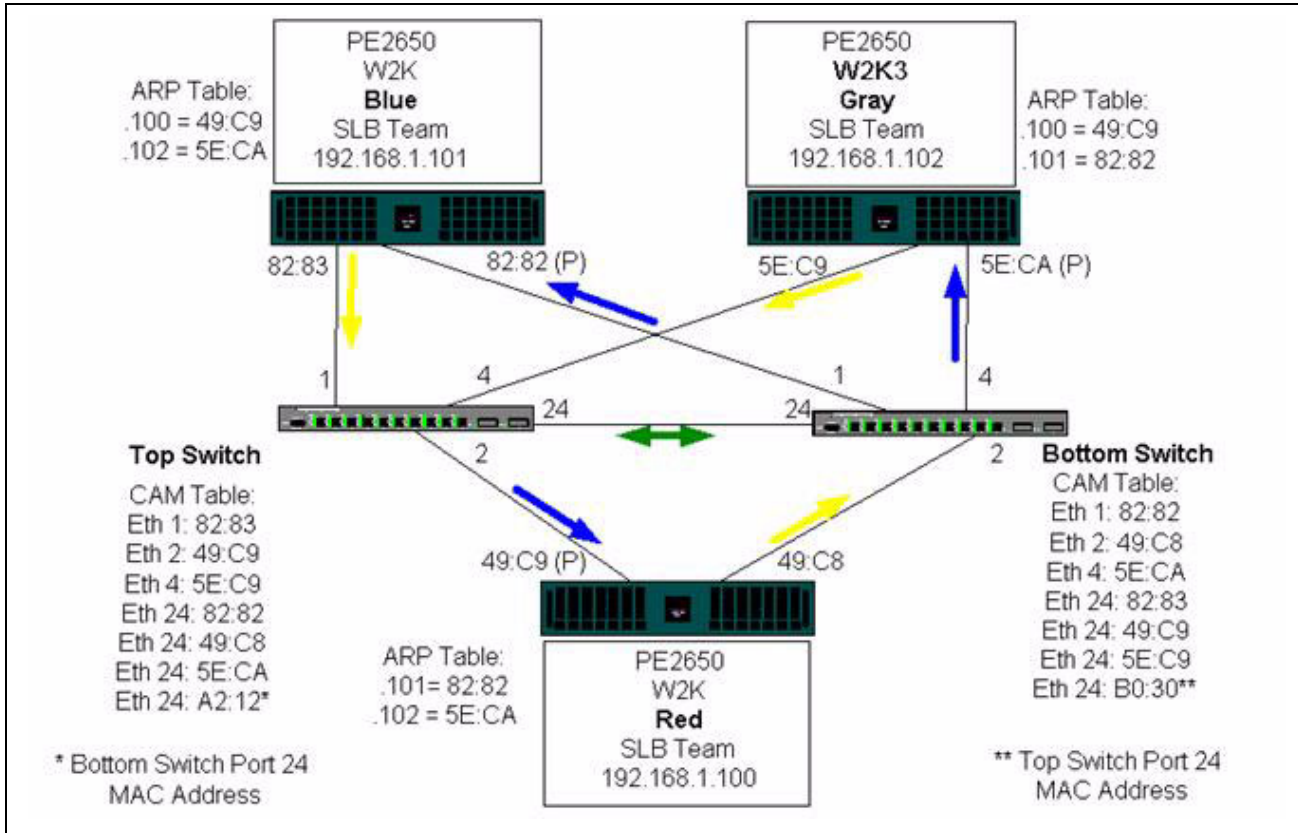 PE2650
W2K
Blue
SLB Team
192.168.1.101
ARP Table:
.100 = 49:C9
.102 = 5E:CA
PE2650
W2K3
Gray
SLB Team
192.168.1.102
ARP Table:
.100 = 49:C9
.101 = 82:82
82:83
82:82 (P)
5E:C9
5E:CA (P)
1
4
1
4
24
24
2
2
Top Switch
CAM Table:
Eth 1: 82:83
Eth 2: 49:C9
Eth 4: 5E:C9
Eth 24: 82:82
Eth 24: 49:C8
Eth 24: 5E:CA
Eth 24: A2:12*
Bottom Switch
CAM Table:
Eth 1: 82:82
Eth 2: 49:C8
Eth 4: 5E:CA
Eth 24: 82:83
Eth 24: 49:C9
Eth 24: 5E:C9
Eth 24: B0:30**
49:C9 (P)
49:C8
ARP Table:
.101= 82:82
.102 = 5E:CA
PE2650
W2K
Red
SLB Team
192.168.1.100
* Bottom Switch Port 24
MAC Address
** Top Switch Port 24
MAC Address